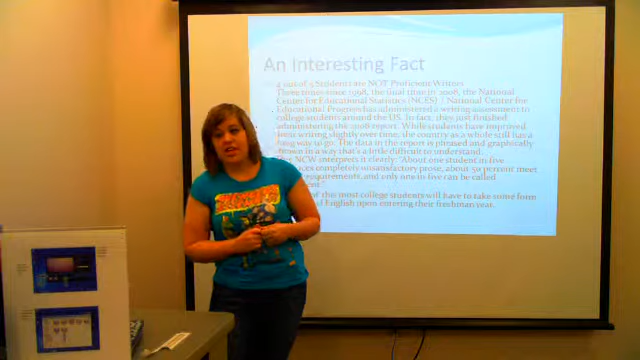 An Interesting Fact
4 out of 5 Student are NOT Proficient Writers
Three times since 1998, the final time in 2008, the National
Center for Educational Statistics (NCES) / National Center for
Educational Progress has administered a writing assessment to
college students around the US. In fact, they just finished
administering the 2008 report. While students have improved
their writing slightly over time, the country as a whole still has a
long way to go. The data in the report is phrased and graphically
shown in a way that's a little difficult to understand.
But NCW interprets it clearly: "About one student in five
completely unsatisfactory prose, about 50 percent meet
requirements, and only one in five can be called
of this most college students will have to take some form
of English upon entering their freshman year.